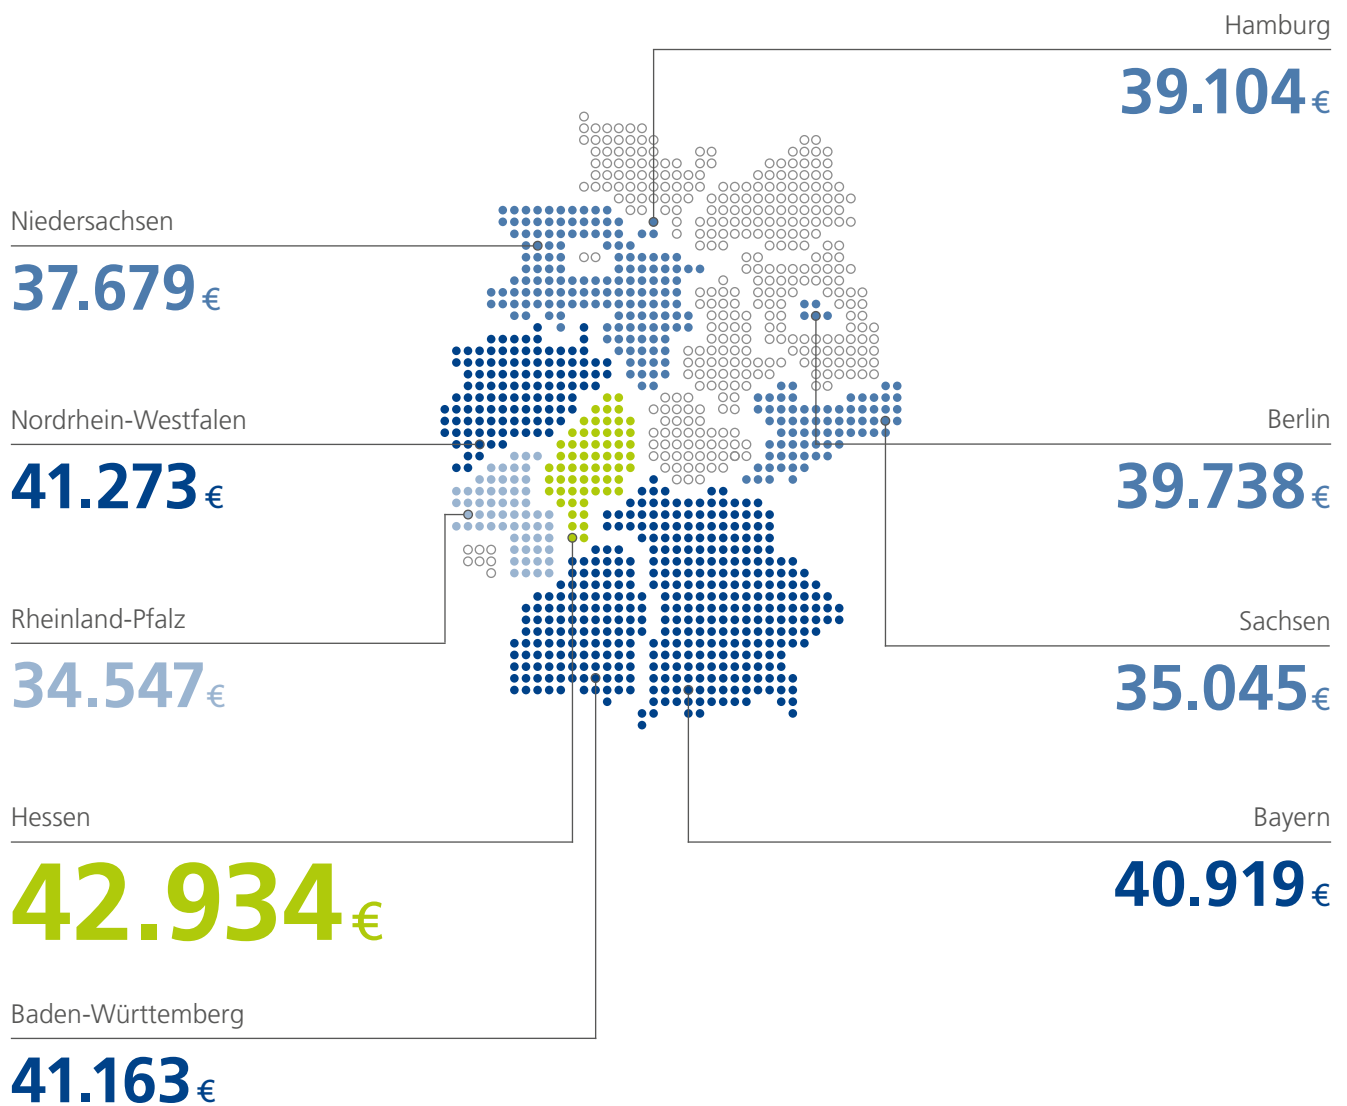 Hamburg
39.104 €
Niedersachsen
37.679 €
Nordrhein-Westfalen
41.273 €
Berlin
39.738 €
Rheinland-Pfalz
34.547 €
Sachsen
35.045 €
Hessen
42.934 €
Bayern
40.919 €
Baden-Württemberg
41.163 €